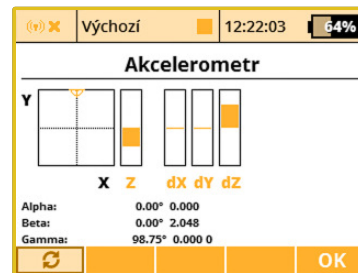 Výchozí 12:22:03 64%
Akcelerometr
Y
X Z dX dY dZ
Alpha: 0.00° 0.000
Beta: 0.00° 2.048
Gamma: 98.75° 0.000 0
OK